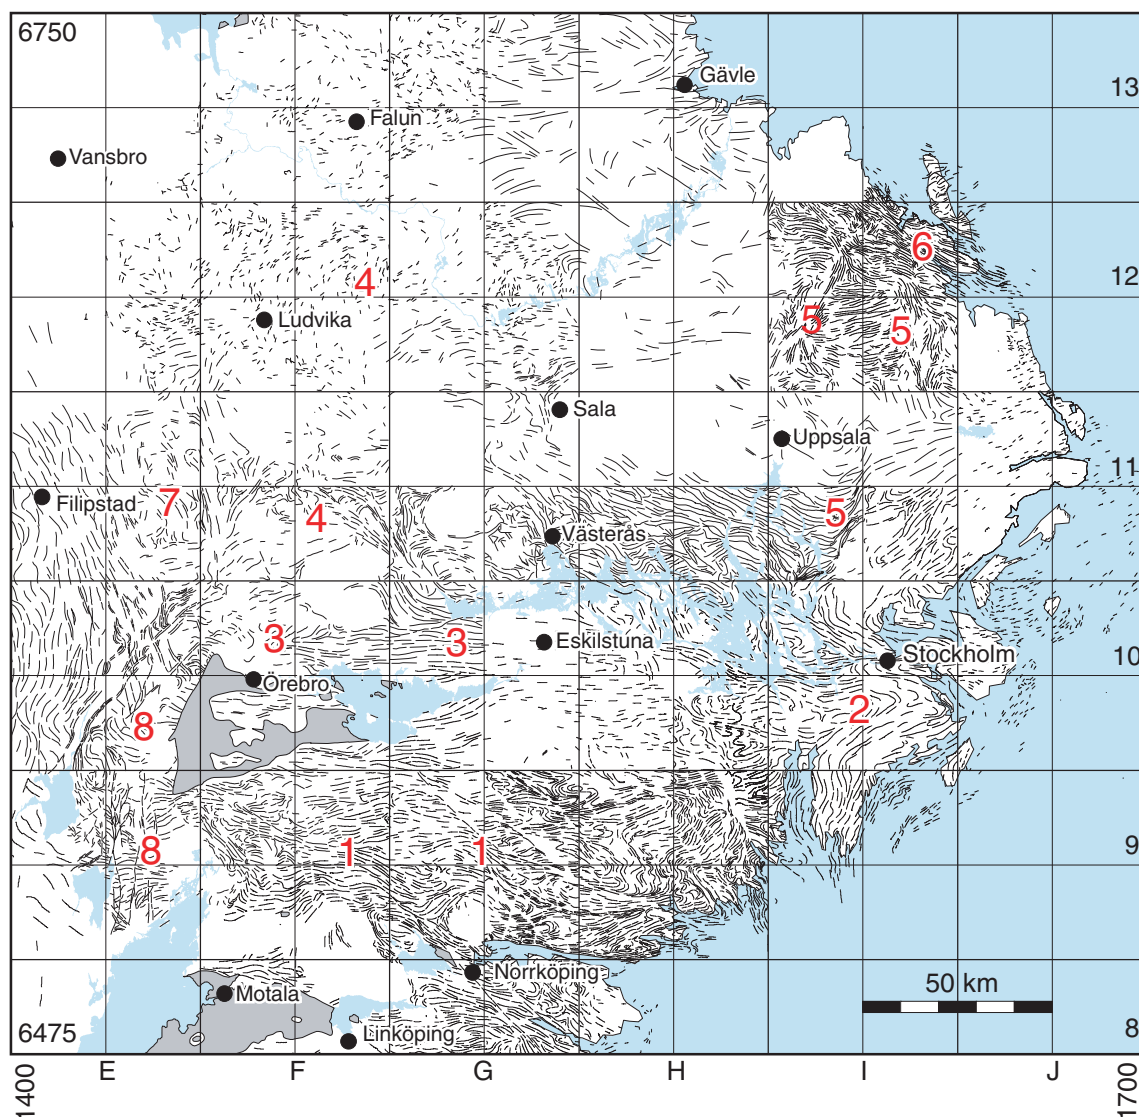 6750
Gävle
13
Falun
Vansbro
6
4
12
5
5
Ludvika
Sala
Uppsala
11
Filipstad
7
4
5
Västerås
3
3
Eskilstuna
Stockholm
10
Örebro
8
2
8
1
1
9
Norrköping
50 km
Motala
6475
Linköping
8
E
F
G
H
I
J
1400
1700